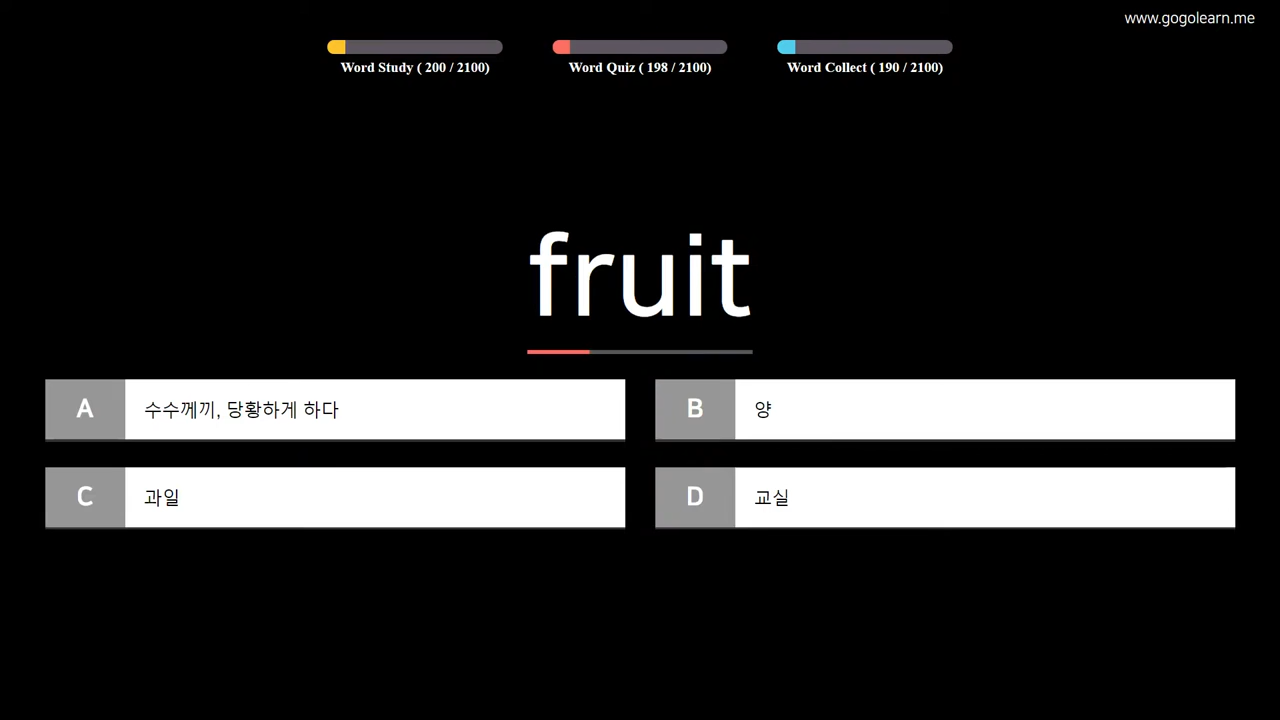 www.gogolearn.me
Word Study ( 200 / 2100)
Word Quiz ( 198 / 2100)
Word Collect ( 190 / 2100)
fruit
A 수수께끼, 당황하게 하다
B 양
C 과일
D 교실